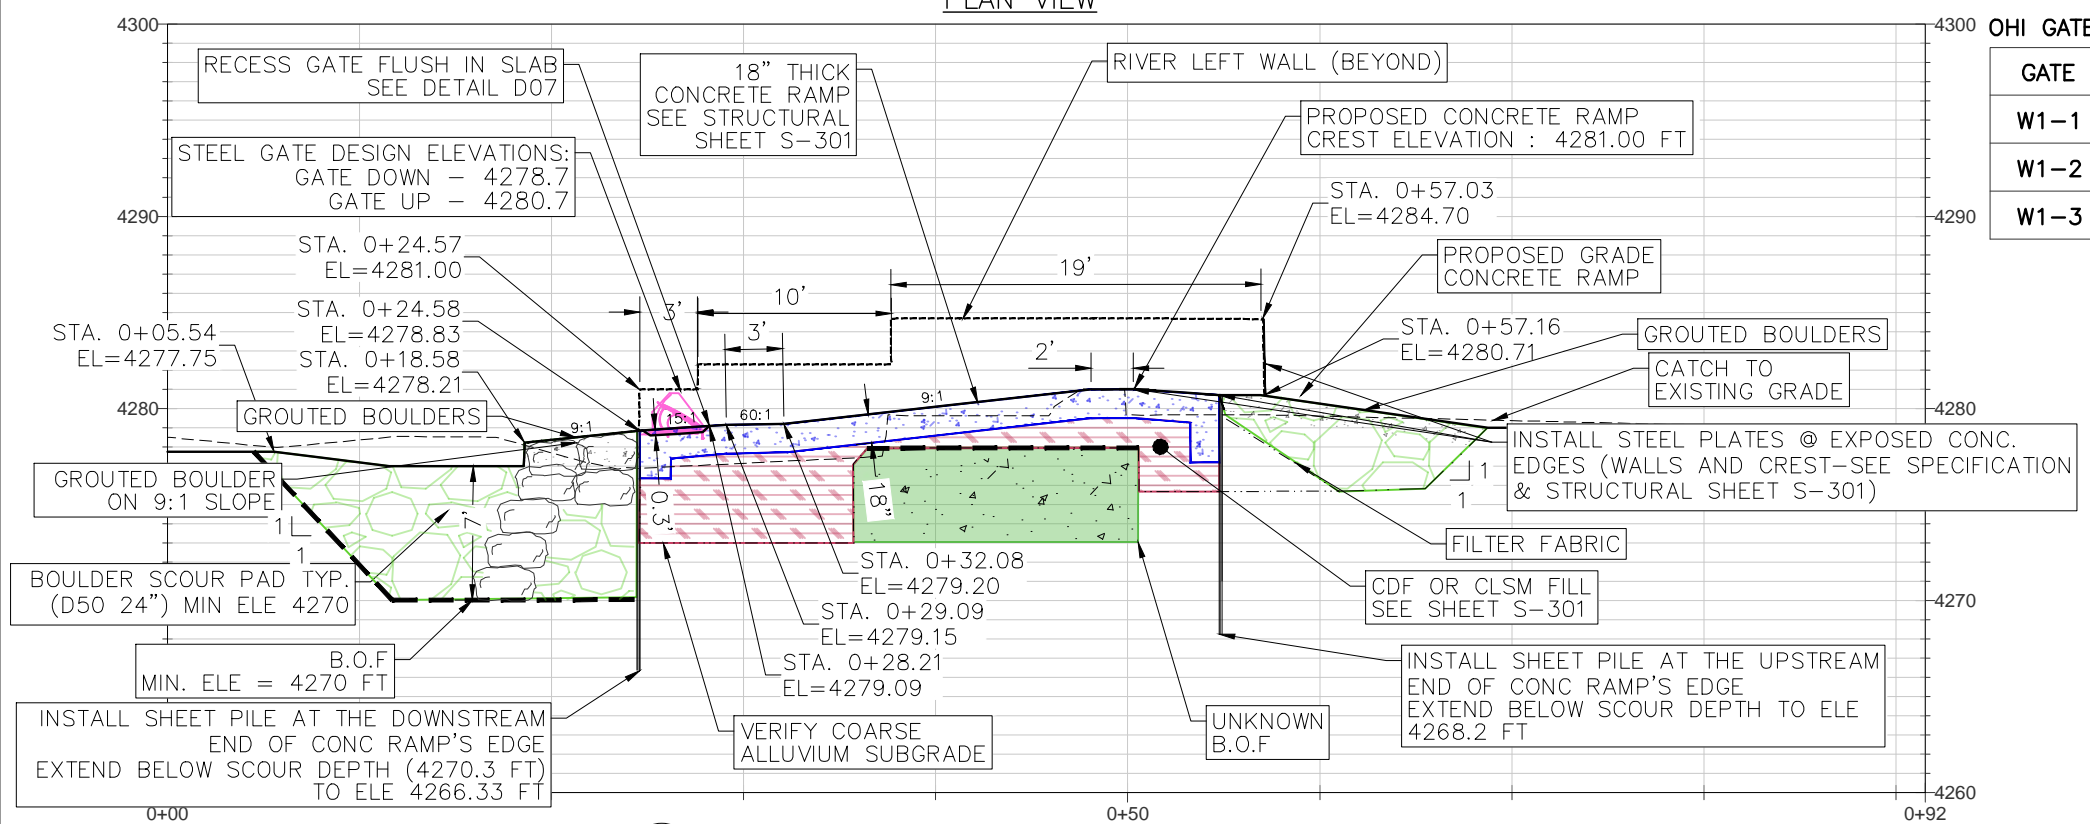 PLAN VIEW
4300
4300
OHI GATE
GATE
W1-1
W1-2
W1-3
RECESS GATE FLUSH IN SLAB
SEE DETAIL D07
18" THICK
CONCRETE RAMP
SEE STRUCTURAL
SHEET S-301
RIVER LEFT WALL (BEYOND)
PROPOSED CONCRETE RAMP
CREST ELEVATION : 4281.00 FT
STEEL GATE DESIGN ELEVATIONS:
GATE DOWN - 4278.7
GATE UP - 4280.7
STA. 0+57.03
EL=4284.70
4290
4290
STA. 0+24.57
EL=4281.00
PROPOSED GRADE
CONCRETE RAMP
19'
10'
3'
3'
2'
STA. 0+24.58
EL=4278.83
STA. 0+05.54
EL=4277.75
STA. 0+18.58
EL=4278.21
STA. 0+57.16
EL=4280.71
GROUTED BOULDERS
CATCH TO
EXISTING GRADE
4280
4280
GROUTED BOULDERS
9:1
15:1
60:1
9:1
INSTALL STEEL PLATES @ EXPOSED CONC.
EDGES (WALLS AND CREST-SEE SPECIFICATION
& STRUCTURAL SHEET S-301)
GROUTED BOULDER
ON 9:1 SLOPE
1
1
7'
0.3'
18"
1
1
FILTER FABRIC
BOULDER SCOUR PAD TYP.
(D50 24") MIN ELE 4270
STA. 0+32.08
EL=4279.20
CDF OR CLSM FILL
SEE SHEET S-301
4270
STA. 0+29.09
EL=4279.15
B.O.F
MIN. ELE = 4270 FT
STA. 0+28.21
EL=4279.09
INSTALL SHEET PILE AT THE UPSTREAM
END OF CONC RAMP'S EDGE
EXTEND BELOW SCOUR DEPTH TO ELE
4268.2 FT
INSTALL SHEET PILE AT THE DOWNSTREAM
END OF CONC RAMP'S EDGE
EXTEND BELOW SCOUR DEPTH (4270.3 FT)
TO ELE 4266.33 FT
VERIFY COARSE
ALLUVIUM SUBGRADE
UNKNOWN
B.O.F
4260
0+00
0+50
0+92